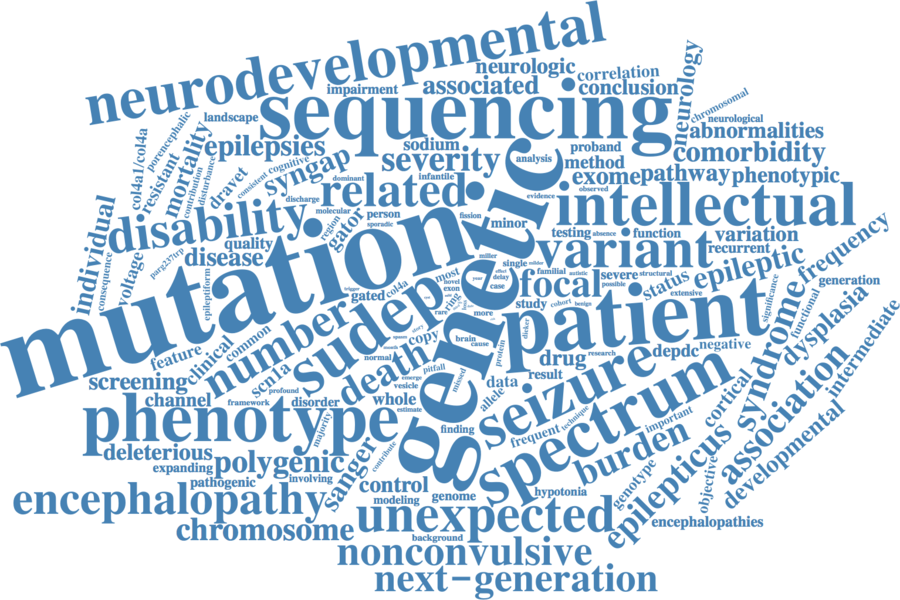 neurodevelopmental
neurologic
correlation
impairment
associated
conclusion
neurology
chromosomal
landscape
sequencing
neurological
abnormalities
porencephalic
col4a1/col4a
resistant
mortality
contribution
disturbance
epilepsies
sodium
severity
analysis
proband
method
comorbidity
consistent
cognitive
dravet
syngap
dominant
infantile
related
exome
pathway
phenotypic
observed
evidence
intellectual
individual
consequence
disability
discharge
molecular
region
gator
person
sporadic
fission
minor
genetic
testing
absence
function
variation
frequency
quality
disease
voltage
parg237trp
epileptiform
mutation
miller
single
milder
variant
recurrent
familial
autistic
focal
severe
structural
possible
status
epileptic
extensive
significance
functional
generation
trigger
gated
col4a
most
novel
exon
string
rare
more
year
effect
delay
case
study
cohort
benign
patient
syndrome
dysplasia
intermediate
feature
clinical
common
number
sudep
copy
brain
cause
protein
dieker
drug
research
depdc
negative
screening
channel
scn1a
profound
framework
disorder
normal
death
pitfall
emerge
vesicle
whole
estimate
missed
data
allele
result
seizure
spectrum
cortical
association
developmental
phenotype
majority
deleterious
expanding
polygenic
pathogenic
involving
sanger
contribute
finding
frequent
technique
important
burden
epilepticus
objective
genotype
encephalopathy
control
modeling
genome
hypotonia
encephalopathies
chromosome
unexpected
background
nonconvulsive
next-generation